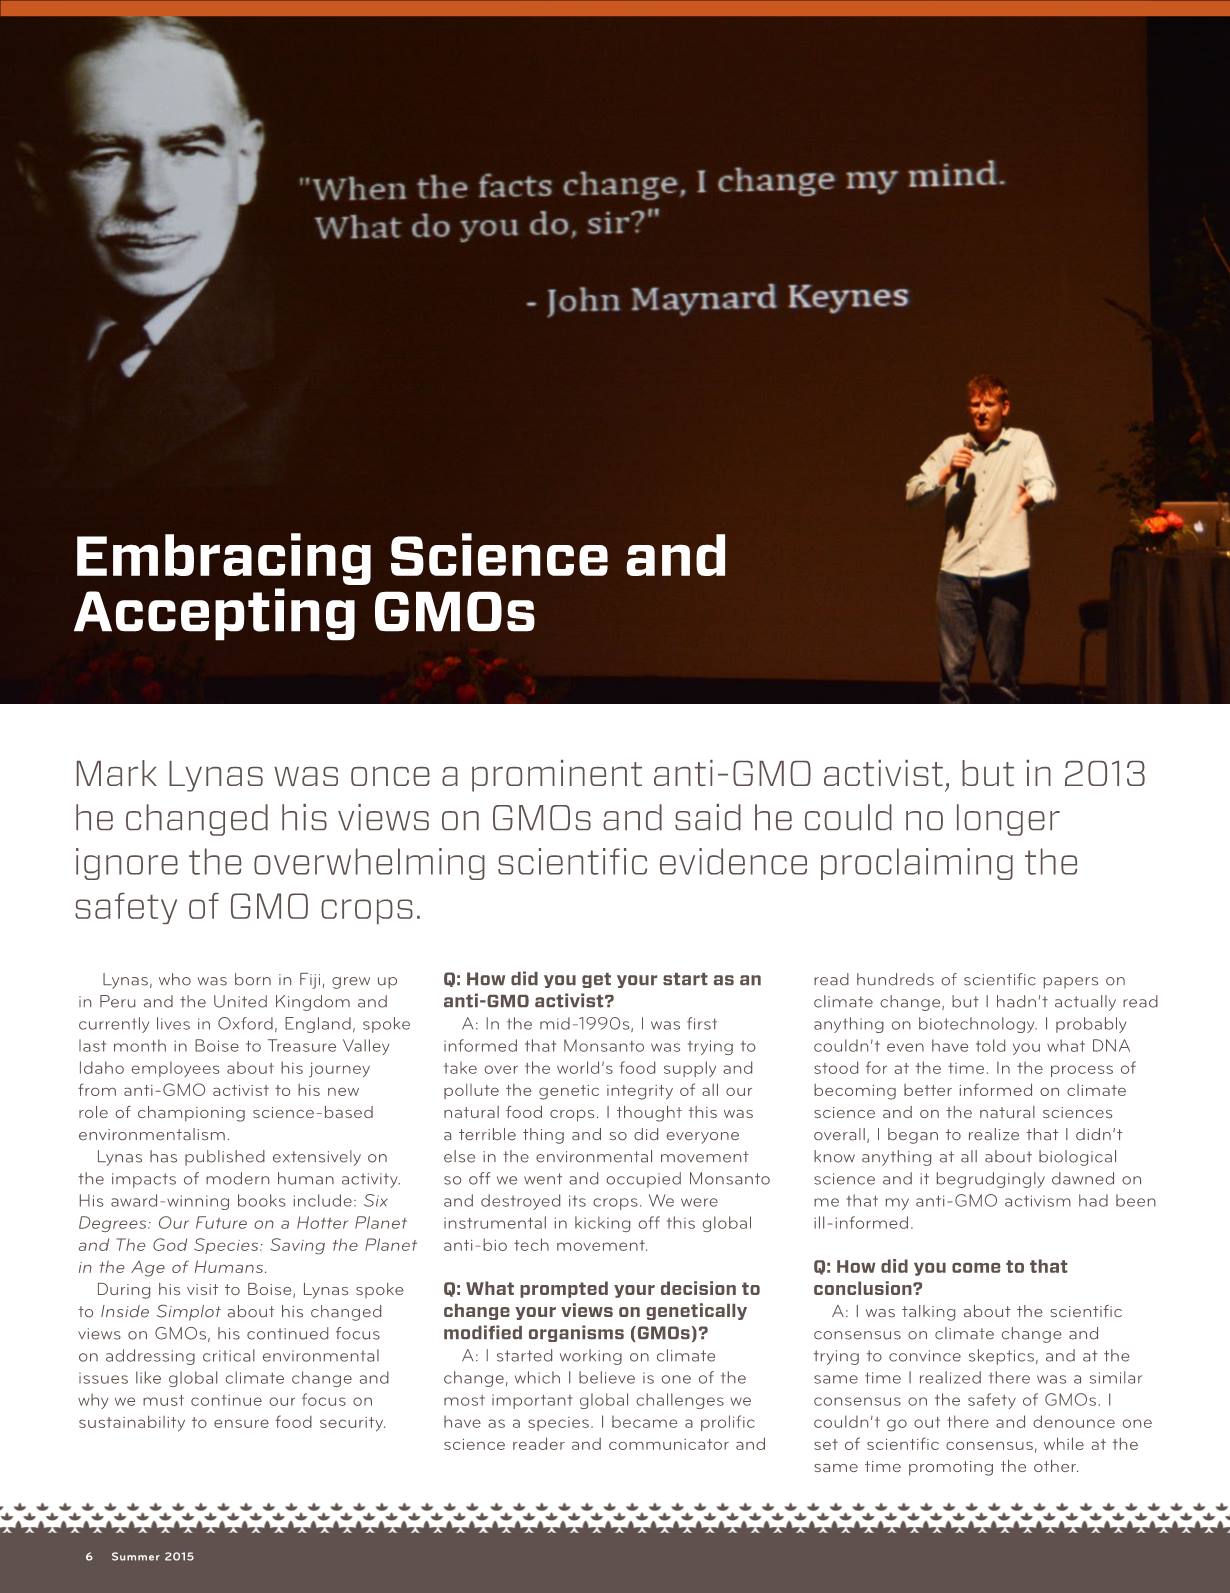 "When the facts change, I change my mind.
What do you do, sir?"
- John Maynard Keynes
Embracing Science and
Accepting GMOs
Mark Lynas was once a prominent anti-GMO activist, but in 2013
he changed his views on GMOs and said he could no longer
ignore the overwhelming scientific evidence proclaiming the
safety of GMO crops.
Lynas, who was born in Fiji, grew up
in Peru and the United Kingdom and
currently lives in Oxford, England, spoke
last month in Boise to Treasure Valley
Idaho employees about his journey
from anti-GMO activist to his new
role of championing science-based
environmentalism.
Lynas has published extensively on
the impacts of modern human activity.
His award-winning books include: Six
Degrees: Our Future on a Hotter Planet
and The God Species: Saving the Planet
in the Age of Humans.
During his visit to Boise, Lynas spoke
to Inside Simplot about his changed
views on GMOs, his continued focus
on addressing critical environmental
issues like global climate change and
why we must continue our focus on
sustainability to ensure food security.
Q: How did you get your start as an
anti-GMO activist?
A: In the mid-1990s, I was first
informed that Monsanto was trying to
take over the world's food supply and
pollute the genetic integrity of all our
natural food crops. I thought this was
a terrible thing and so did everyone
else in the environmental movement
so off we went and occupied Monsanto
and destroyed its crops. We were
instrumental in kicking off this global
anti-bio tech movement.
Q: What prompted your decision to
change your views on genetically
modified organisms (GMOs)?
A: I started working on climate
change, which I believe is one of the
most important global challenges we
have as a species. I became a prolific
science reader and communicator and
read hundreds of scientific papers on
climate change, but I hadn't actually read
anything on biotechnology. I probably
couldn't even have told you what DNA
stood for at the time. In the process of
becoming better informed on climate
science and on the natural sciences
overall, I began to realize that I didn't
know anything at all about biological
science and it begrudgingly dawned on
me that my anti-GMO activism had been
ill-informed.
Q: How did you come to that
conclusion?
A: I was talking about the scientific
consensus on climate change and
trying to convince skeptics, and at the
same time I realized there was a similar
consensus on the safety of GMOs. I
couldn't go out there and denounce one
set of scientific consensus, while at the
same time promoting the other.
6 Summer 2015